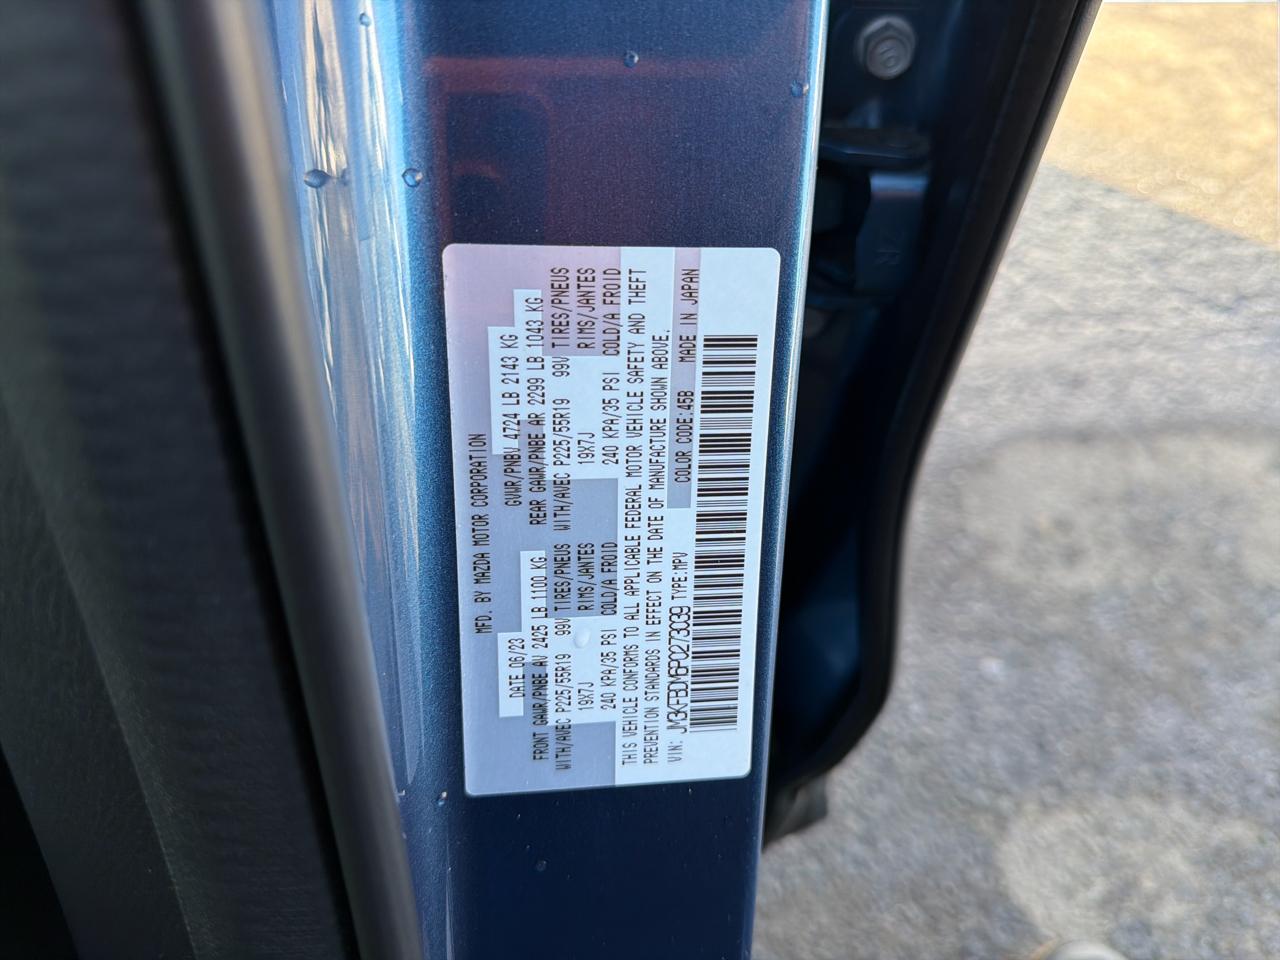 MFD. BY MAZDA MOTOR CORPORATION
DATE 06/23 GVWR/PNBV 4724 LB 2143 KG
FRONT GAWR/PNBE AV 2425 LB 1100 KG REAR GAWR/PNBE AR 2299 LB 1043 KG
WITH/AVEC P225/55R19 99V TIRES/PNEUS WITH/AVEC P225/55R19 99V TIRES/PNEUS
19X7J RIMS/JANTES 19X7J RIMS/JANTES
240 KPA/35 PSI COLD/A FROID 240 KPA/35 PSI COLD/A FROID
THIS VEHICLE CONFORMS TO ALL APPLICABLE FEDERAL MOTOR VEHICLE SAFETY AND THEFT
PREVENTION STANDARDS IN EFFECT ON THE DATE OF MANUFACTURE SHOWN ABOVE.
VIN: JM3KFBDM6P0273039 TYPE:MPV COLOR CODE:45B MADE IN JAPAN